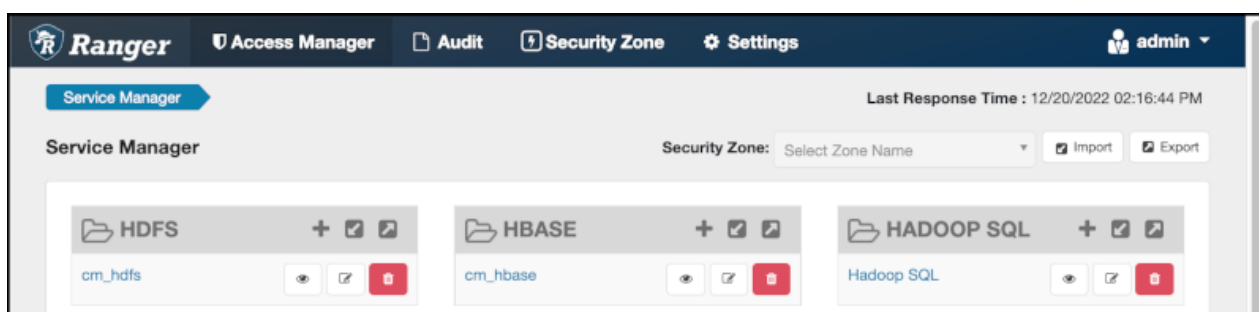 Ranger Access Manager Audit Security Zone Settings admin
Service Manager Last Response Time : 12/20/2022 02:16:44 PM
Service Manager Security Zone: Select Zone Name Import Export
HDFS HBASE HADOOP SQL
cm_hdfs cm_hbase Hadoop SQL